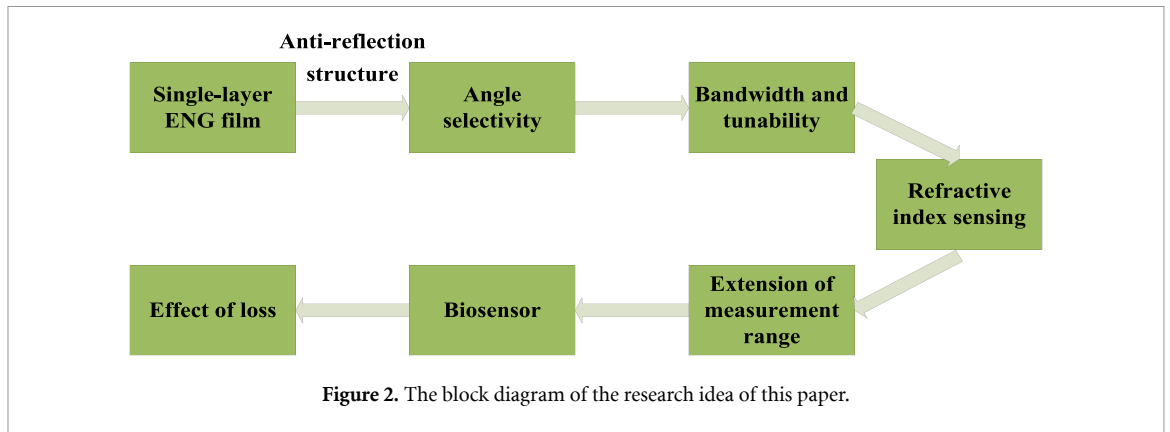 Anti-reflection
structure
Single-layer
ENG film
Angle
selectivity
Bandwidth and
tunability
Refractive
index sensing
Extension of
measurement
range
Biosensor
Effect of loss
Figure 2. The block diagram of the research idea of this paper.